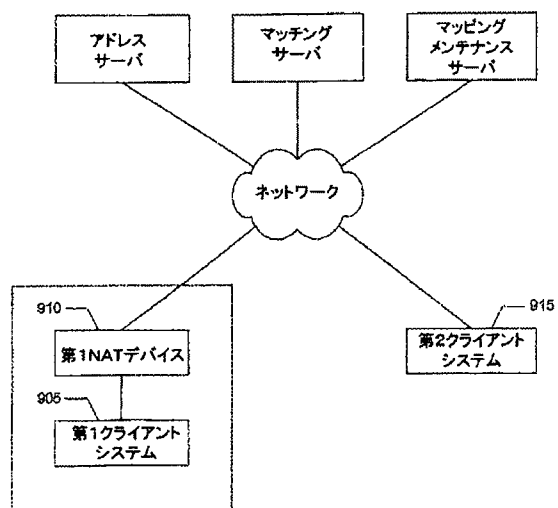 アドレス
サーバ
マッチング
サーバ
マッピング
メンテナンス
サーバ
ネットワーク
910
第1NATデバイス
905
第1クライアント
システム
915
第2クライアント
システム